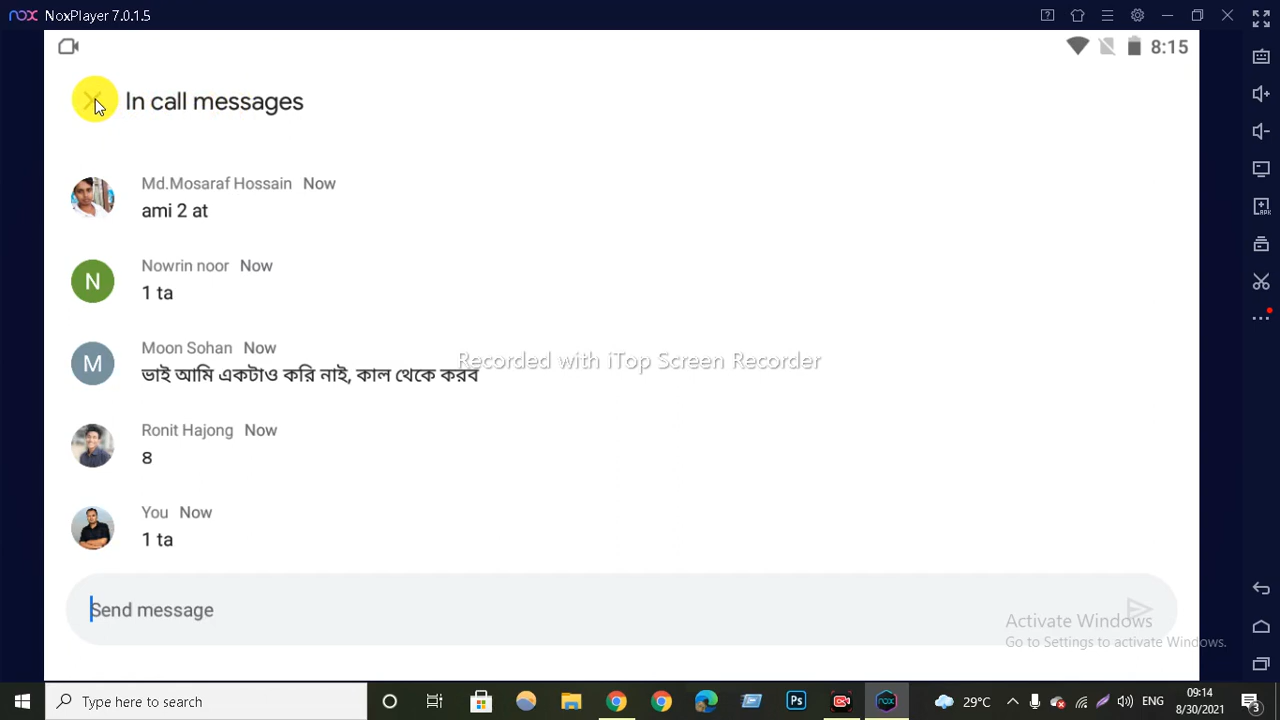 nox NoxPlayer 7.0.1.5
8:15
In call messages
Md.Mosaraf Hossain Now
ami 2 at
Nowrin noor Now
1 ta
Moon Sohan Now
ভাই আমি একটাও করি নাই, কাল থেকে করব
Recorded with iTop Screen Recorder
Ronit Hajong Now
8
You Now
1 ta
Send message
Activate Windows
Go to Settings to activate Windows.
Type here to search
29°C
ENG
09:14
8/30/2021